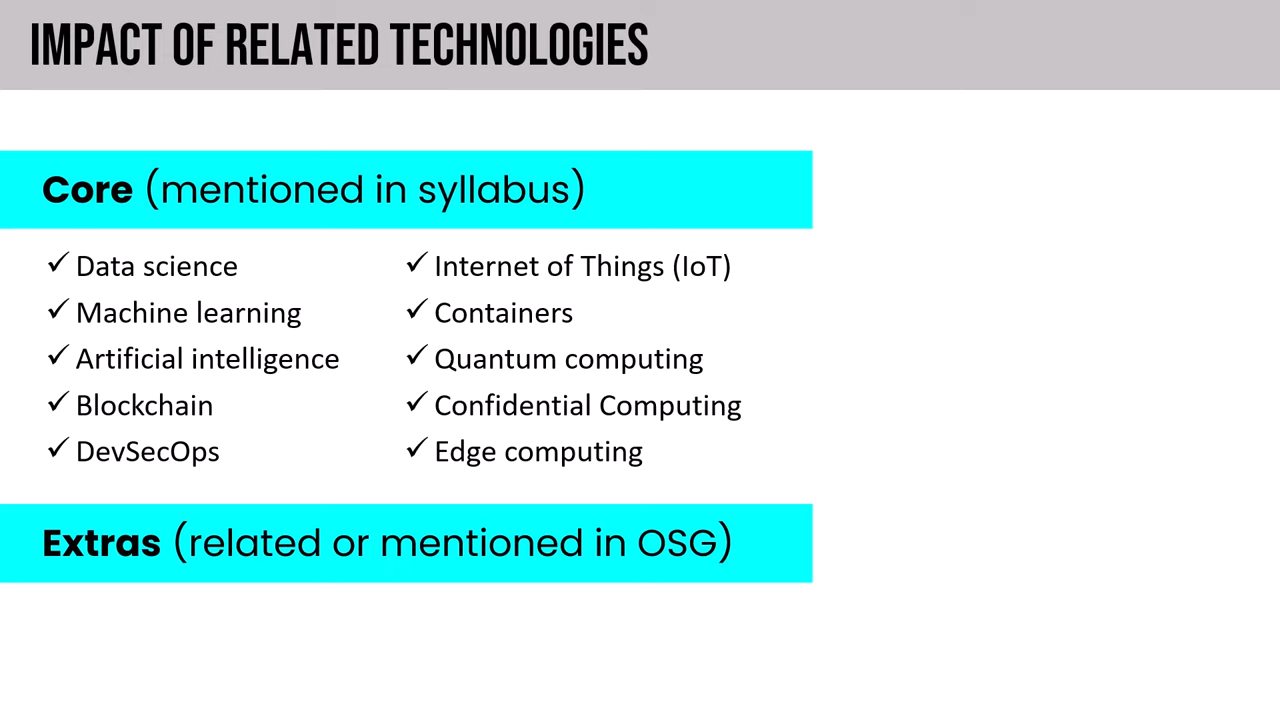 IMPACT OF RELATED TECHNOLOGIES
Core (mentioned in syllabus)
✓ Data science
✓ Machine learning
✓ Artificial intelligence
✓ Blockchain
✓ DevSecOps
✓ Internet of Things (IoT)
✓ Containers
✓ Quantum computing
✓ Confidential Computing
✓ Edge computing
Extras (related or mentioned in OSG)